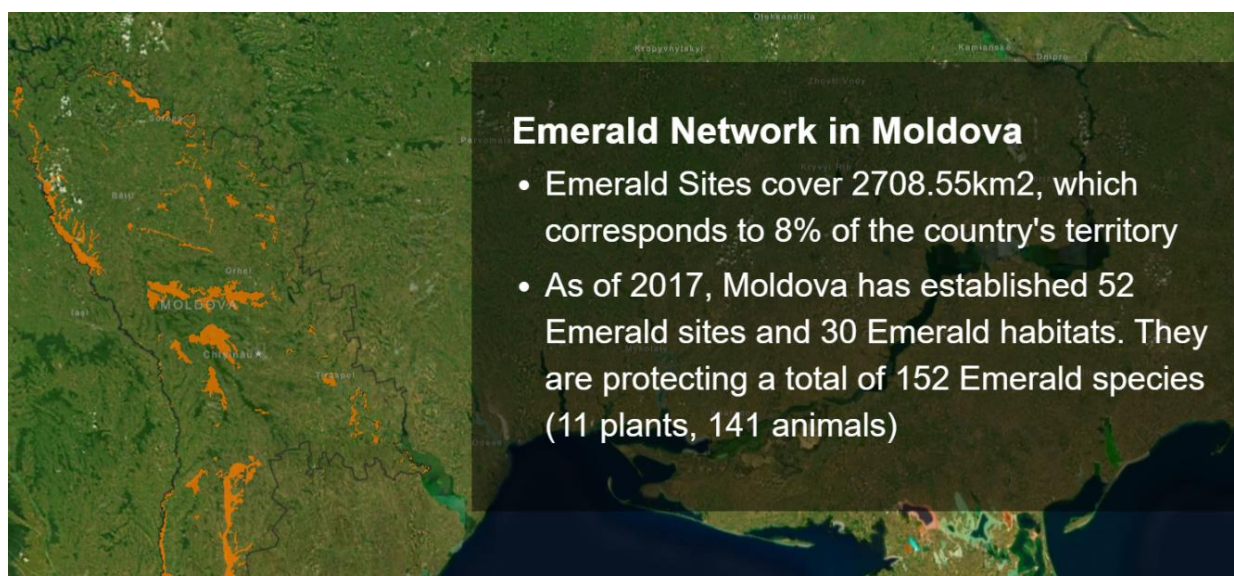 Oleksandriia
Kropyvnytskyi
Kamianske
Dnipro
Zhovti Vody
Soroca
Emerald Network in Moldova
Kryvyi Rih
• Emerald Sites cover 2708.55km2, which
Bălți
corresponds to 8% of the country's territory
Orhei
• As of 2017, Moldova has established 52
MOLDOVA
Iași
Emerald sites and 30 Emerald habitats. They
Chișinău
are protecting a total of 152 Emerald species
Tiraspol
(11 plants, 141 animals)
Odesa